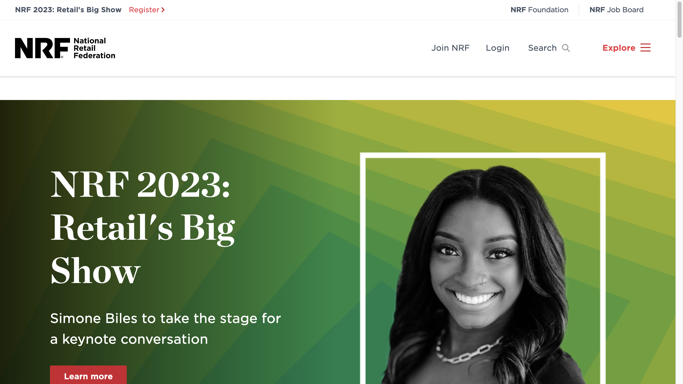 NRF 2023: Retail's Big Show Register
NRF Foundation NRF Job Board
NRF National
Retail
Federation
Join NRF Login Search Explore
NRF 2023:
Retail's Big
Show
Simone Biles to take the stage for
a keynote conversation
Learn more